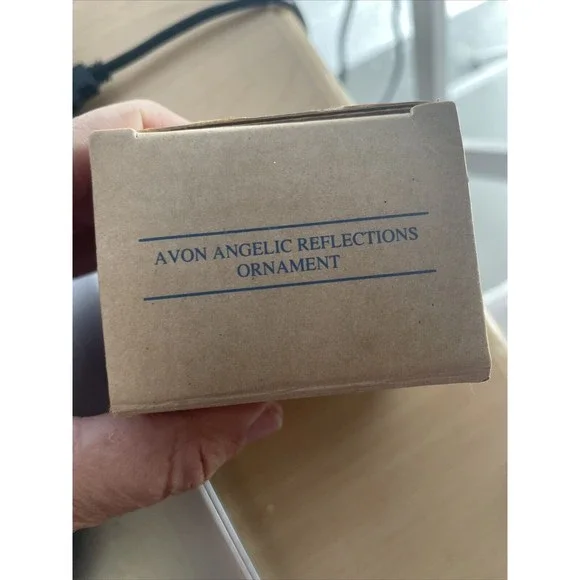 AVON ANGELIC REFLECTIONS
ORNAMENT